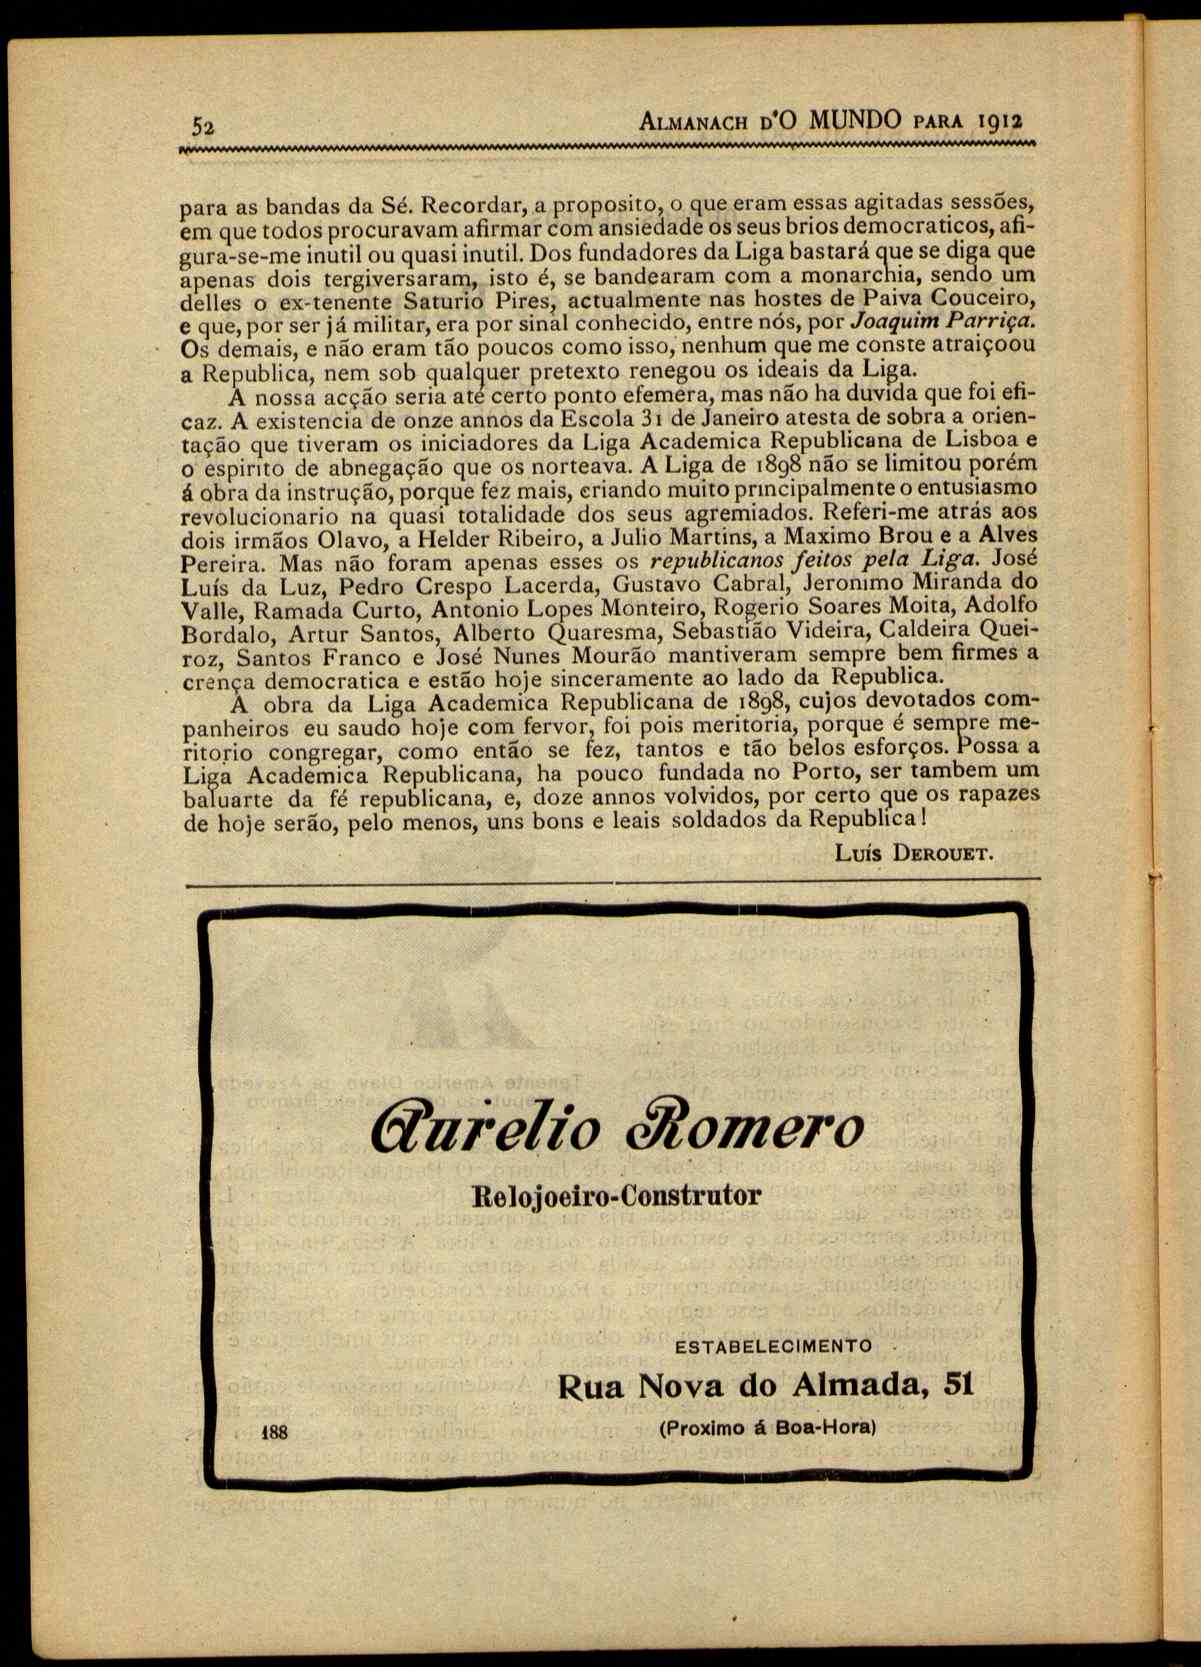 52
ALMANACH D'O MUNDO PARA 1912
para as bandas da Sé. Recordar, a proposito, o que eram essas agitadas sessões,
em que todos procuravam afirmar com ansiedade os seus brios democraticos, afi-
gura-se-me inutil ou quasi inutil. Dos fundadores da Liga bastará que se diga que
apenas dois tergiversaram, isto é, se bandearam com a monarchia, sendo um
delles o ex-tenente Saturio Pires, actualmente nas hostes de Paiva Couceiro,
e que, por ser já militar, era por sinal conhecido, entre nós, por Joaquim Parriça.
Os demais, e não eram tão poucos como isso, nenhum que me conste atraiçoou
a Republica, nem sob qualquer pretexto renegou os ideais da Liga.
A nossa acção seria até certo ponto efemera, mas não ha duvida que foi efi-
caz. A existencia de onze annos da Escola 31 de Janeiro atesta de sobra a orien-
tação que tiveram os iniciadores da Liga Academica Republicana de Lisboa e
o espirito de abnegação que os norteava. A Liga de 1898 não se limitou porém
á obra da instrução, porque fez mais, criando muito principalmente o entusiasmo
revolucionario na quasi totalidade dos seus agremiados. Referi-me atrás aos
dois irmãos Olavo, a Helder Ribeiro, a Julio Martins, a Maximo Brou e a Alves
Pereira. Mas não foram apenas esses os republicanos feitos pela Liga. José
Luís da Luz, Pedro Crespo Lacerda, Gustavo Cabral, Jeronimo Miranda do
Valle, Ramada Curto, Antonio Lopes Monteiro, Rogerio Soares Moita, Adolfo
Bordalo, Artur Santos, Alberto Quaresma, Sebastião Videira, Caldeira Quei-
roz, Santos Franco e José Nunes Mourão mantiveram sempre bem firmes a
crença democratica e estão hoje sinceramente ao lado da Republica.
A obra da Liga Academica Republicana de 1898, cujos devotados com-
panheiros eu saudo hoje com fervor, foi pois meritoria, porque é sempre me-
ritorio congregar, como então se fez, tantos e tão belos esforços. Possa a
Liga Academica Republicana, ha pouco fundada no Porto, ser tambem um
baluarte da fé republicana, e, doze annos volvidos, por certo que os rapazes
de hoje serão, pelo menos, uns bons e leais soldados da Republica!
LUÍS DEROUET.
Aurelio Romero
Relojoeiro-Construtor
ESTABELECIMENTO
Rua Nova do Almada, 51
(Proximo á Boa-Hora)
188